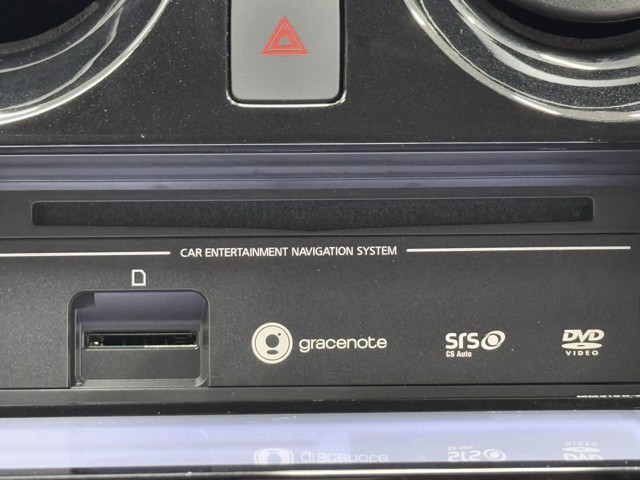 CAR ENTERTAINMENT NAVIGATION SYSTEM
gracenote
SRS
CS Auto
DVD
VIDEO